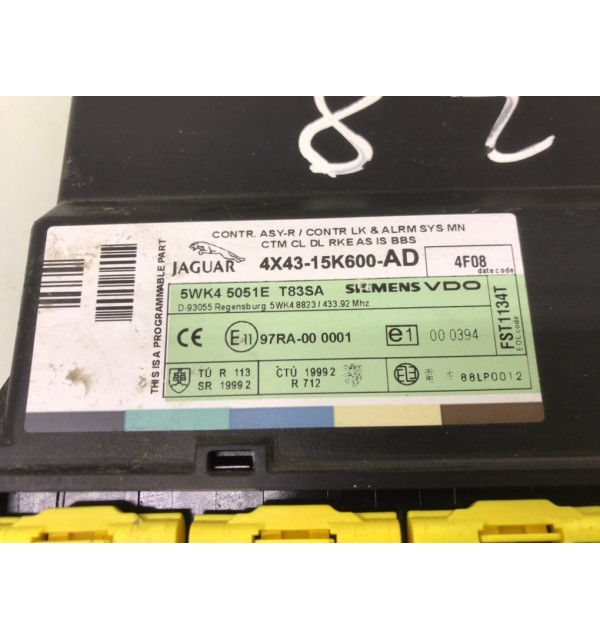 82
CONTR. ASY-R / CONTR LK & ALRM SYS MN
CTM CL DL RKE AS IS BBS
JAGUAR 4X43-15K600-AD 4F08
date code
THIS IS A PROGRAMMABLE PART
5WK4 5051E T83SA SIEMENS VDO
D-93055 Regensburg 5WK4 8823 / 433.92 Mhz
CE E11 97RA-00 0001 e1 00 0394
FST1134T
EOL code
TÚ R 113 CTÚ 1999 2
SR 1999 2 R 712
88LP0012